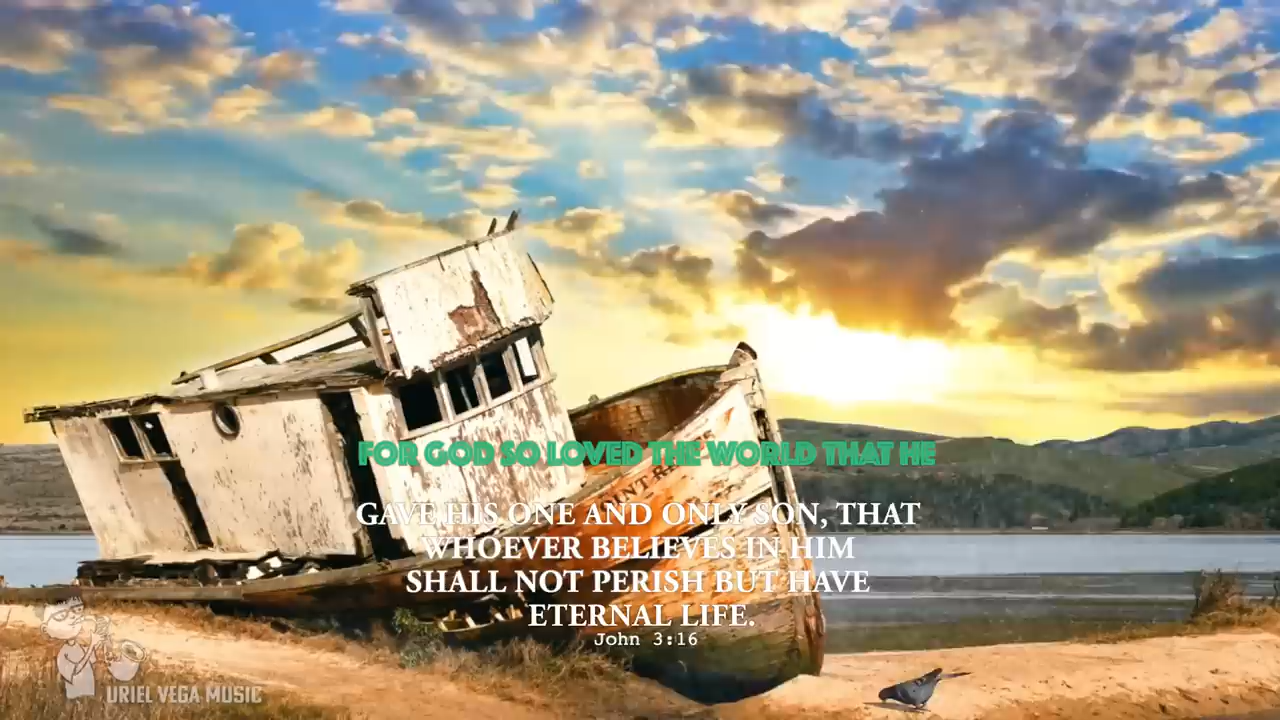 FOR GOD SO LOVED THE WORLD THAT HE
GAVE HIS ONE AND ONLY SON, THAT
WHOEVER BELIEVES IN HIM
SHALL NOT PERISH BUT HAVE
ETERNAL LIFE.
John 3:16
URIEL VEGA MUSIC